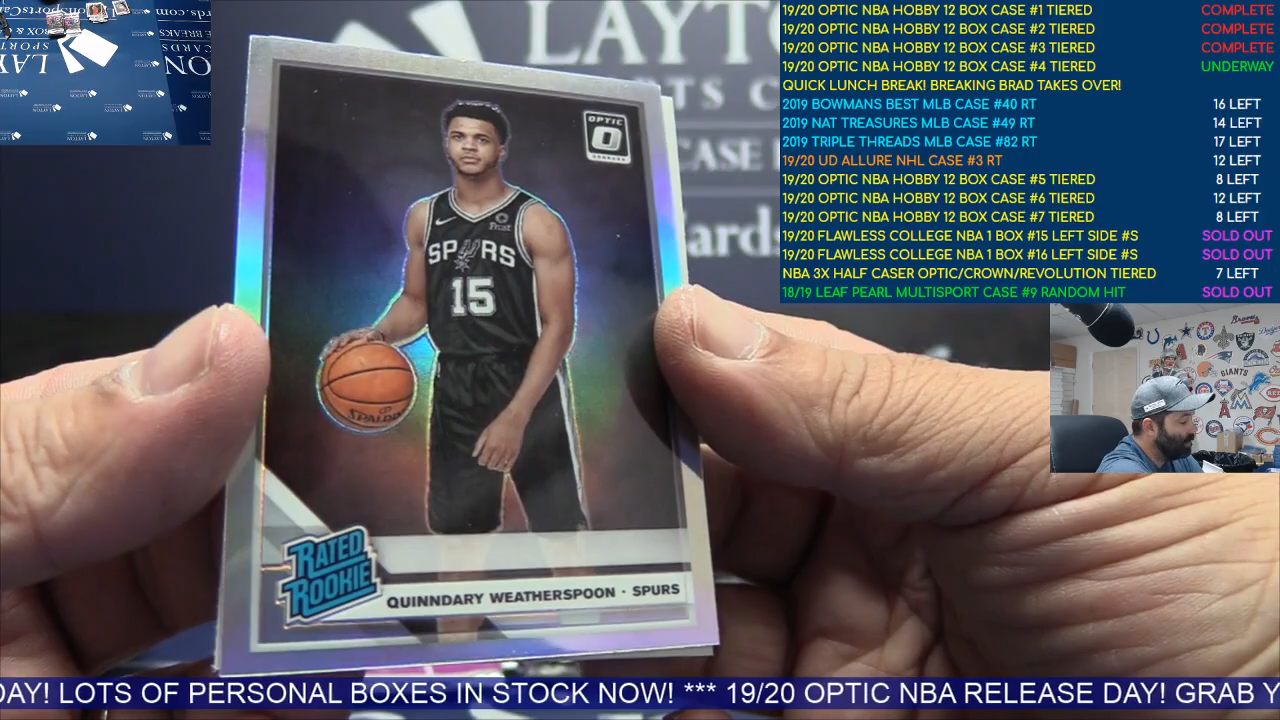 19/20 OPTIC NBA HOBBY 12 BOX CASE #1 TIERED COMPLETE
19/20 OPTIC NBA HOBBY 12 BOX CASE #2 TIERED COMPLETE
19/20 OPTIC NBA HOBBY 12 BOX CASE #3 TIERED COMPLETE
19/20 OPTIC NBA HOBBY 12 BOX CASE #4 TIERED UNDERWAY
QUICK LUNCH BREAK! BREAKING BRAD TAKES OVER!
2019 BOWMANS BEST MLB CASE #40 RT 16 LEFT
2019 NAT TREASURES MLB CASE #49 RT 14 LEFT
2019 TRIPLE THREADS MLB CASE #82 RT 17 LEFT
19/20 UD ALLURE NHL CASE #3 RT 12 LEFT
19/20 OPTIC NBA HOBBY 12 BOX CASE #5 TIERED 8 LEFT
19/20 OPTIC NBA HOBBY 12 BOX CASE #6 TIERED 12 LEFT
19/20 OPTIC NBA HOBBY 12 BOX CASE #7 TIERED 8 LEFT
19/20 FLAWLESS COLLEGE NBA 1 BOX #15 LEFT SIDE #S SOLD OUT
19/20 FLAWLESS COLLEGE NBA 1 BOX #16 LEFT SIDE #S SOLD OUT
NBA 3X HALF CASER OPTIC/CROWN/REVOLUTION TIERED 7 LEFT
18/19 LEAF PEARL MULTISPORT CASE #9 RANDOM HIT SOLD OUT
LAYTO
TS C
CASE
ards
OPTIC
Frost
SPURS
15
SPALDING
RATED
ROOKIE
QUINNDARY WEATHERSPOON · SPURS
GIANTS
Braves
DAY! LOTS OF PERSONAL BOXES IN STOCK NOW! *** 19/20 OPTIC NBA RELEASE DAY! GRAB Y